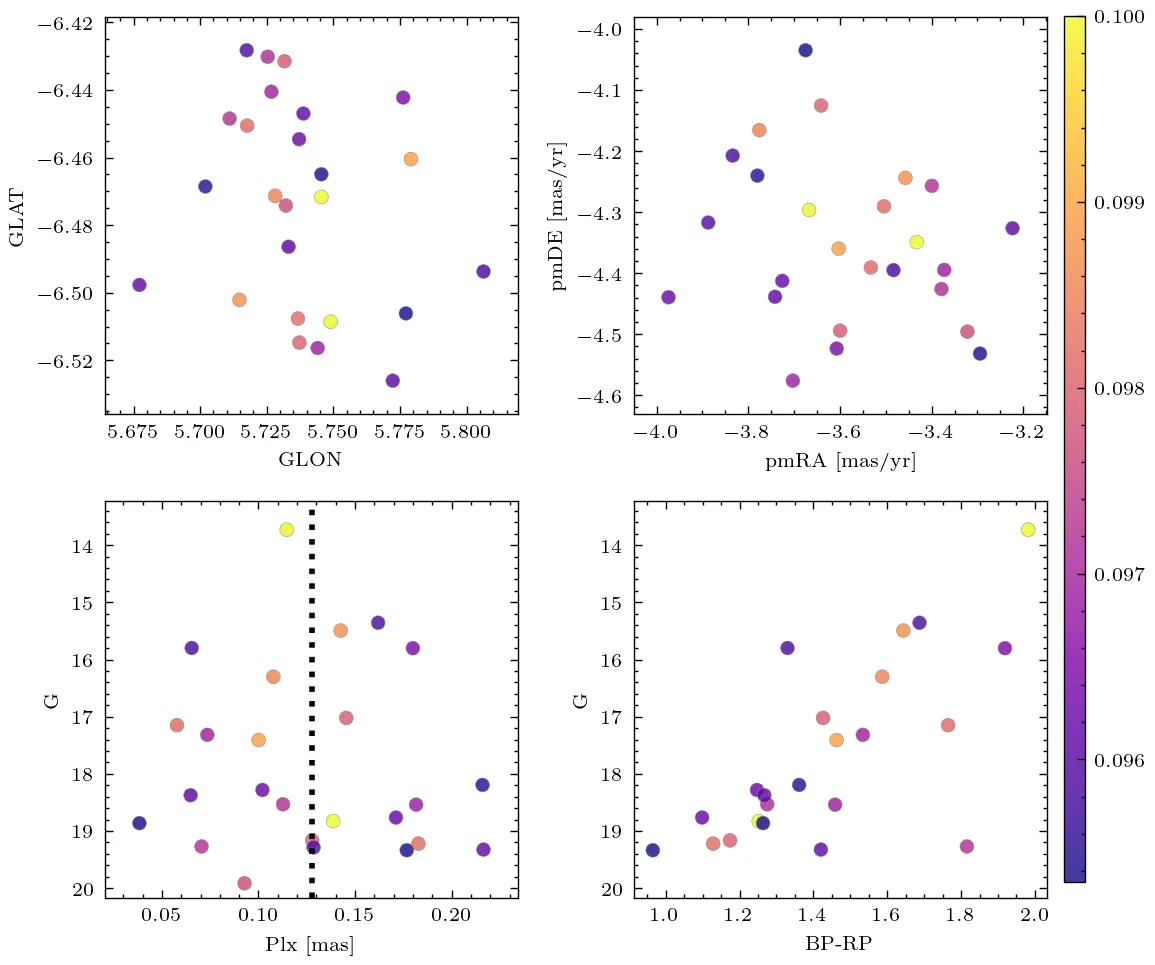 −6.42
−6.44
−6.46
−6.48
−6.50
−6.52
GLAT
5.675 5.700 5.725 5.750 5.775 5.800
GLON
−4.0
−4.1
−4.2
−4.3
−4.4
−4.5
−4.6
pmDE [mas/yr]
−4.0 −3.8 −3.6 −3.4 −3.2
pmRA [mas/yr]
0.100
0.099
0.098
0.097
0.096
14
15
16
17
18
19
20
G
0.05 0.10 0.15 0.20
Plx [mas]
14
15
16
17
18
19
20
G
1.0 1.2 1.4 1.6 1.8 2.0
BP-RP